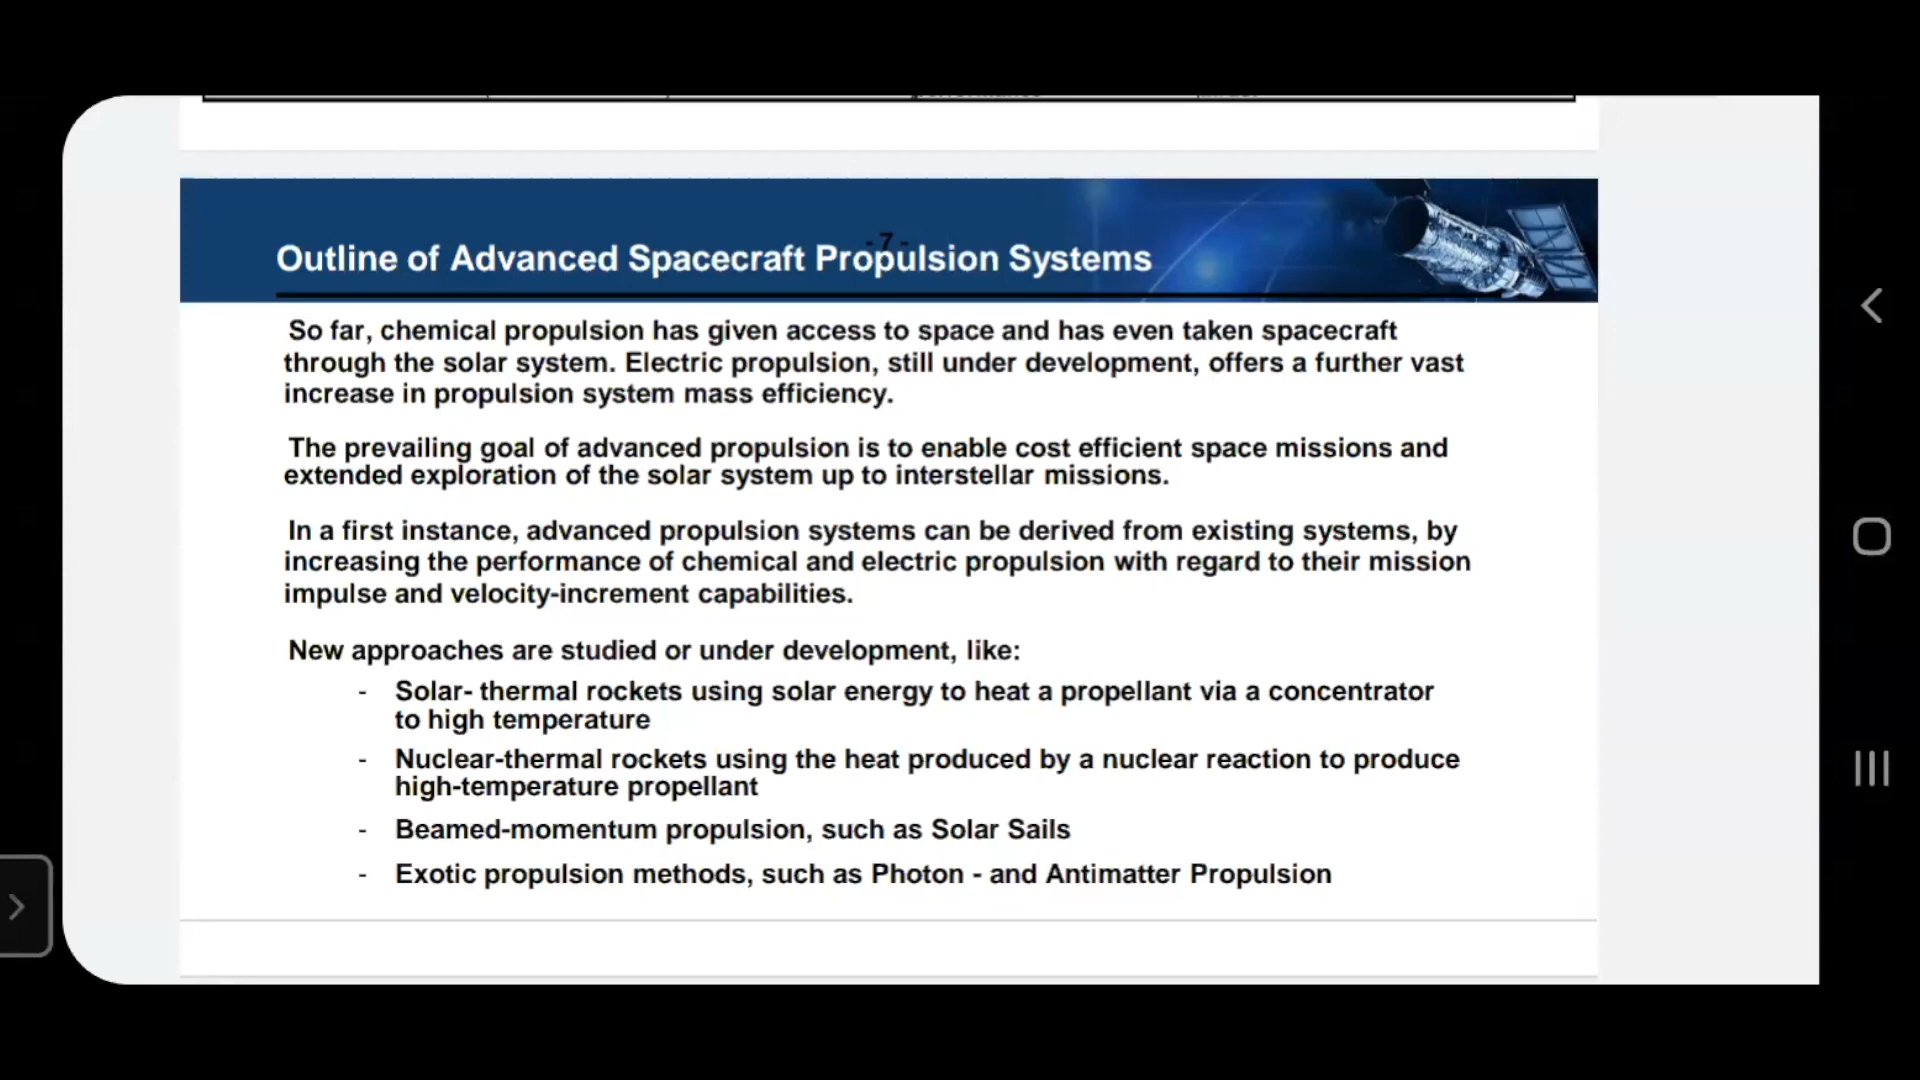 - 7 -
Outline of Advanced Spacecraft Propulsion Systems
So far, chemical propulsion has given access to space and has even taken spacecraft
through the solar system. Electric propulsion, still under development, offers a further vast
increase in propulsion system mass efficiency.
The prevailing goal of advanced propulsion is to enable cost efficient space missions and
extended exploration of the solar system up to interstellar missions.
In a first instance, advanced propulsion systems can be derived from existing systems, by
increasing the performance of chemical and electric propulsion with regard to their mission
impulse and velocity-increment capabilities.
New approaches are studied or under development, like:
- Solar- thermal rockets using solar energy to heat a propellant via a concentrator
to high temperature
- Nuclear-thermal rockets using the heat produced by a nuclear reaction to produce
high-temperature propellant
- Beamed-momentum propulsion, such as Solar Sails
- Exotic propulsion methods, such as Photon - and Antimatter Propulsion